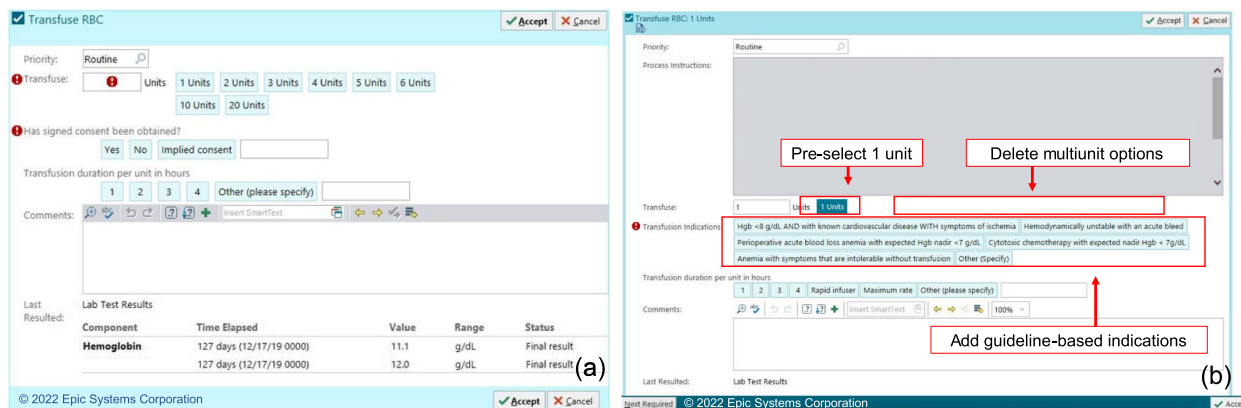 Transfuse RBC
Accept Cancel
Priority: Routine
Transfuse: Units 1 Units 2 Units 3 Units 4 Units 5 Units 6 Units
10 Units 20 Units
Has signed consent been obtained?
Yes No Implied consent
Transfusion duration per unit in hours
1 2 3 4 Other (please specify)
Comments: Insert SmartText
Last Resulted: Lab Test Results
Component Time Elapsed Value Range Status
Hemoglobin 127 days (12/17/19 0000) 11.1 g/dL Final result
127 days (12/17/19 0000) 12.0 g/dL Final result
(a)
© 2022 Epic Systems Corporation
Accept Cancel
Transfuse RBC: 1 Units
Accept Cancel
Priority: Routine
Process Instructions:
Pre-select 1 unit
Delete multiunit options
Transfuse: 1 Units 1 Units
Transfusion Indications
Hgb <8 g/dL AND with known cardiovascular disease WITH symptoms of ischemia Hemodynamically unstable with an acute bleed
Perioperative acute blood loss anemia with expected Hgb nadir <7 g/dL Cytotoxic chemotherapy with expected nadir Hgb < 7g/dL
Anemia with symptoms that are intolerable without transfusion Other (Specify)
Transfusion duration per unit in hours
1 2 3 4 Rapid infuser Maximum rate Other (please specify)
Comments: Insert SmartText 100%
Add guideline-based indications
Last Resulted: Lab Test Results
(b)
Next Required © 2022 Epic Systems Corporation
Acce